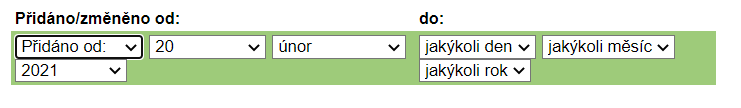 Přidáno/změněno od: do:
Přidáno od: 20 únor jakýkoli den jakýkoli měsíc
2021 jakýkoli rok